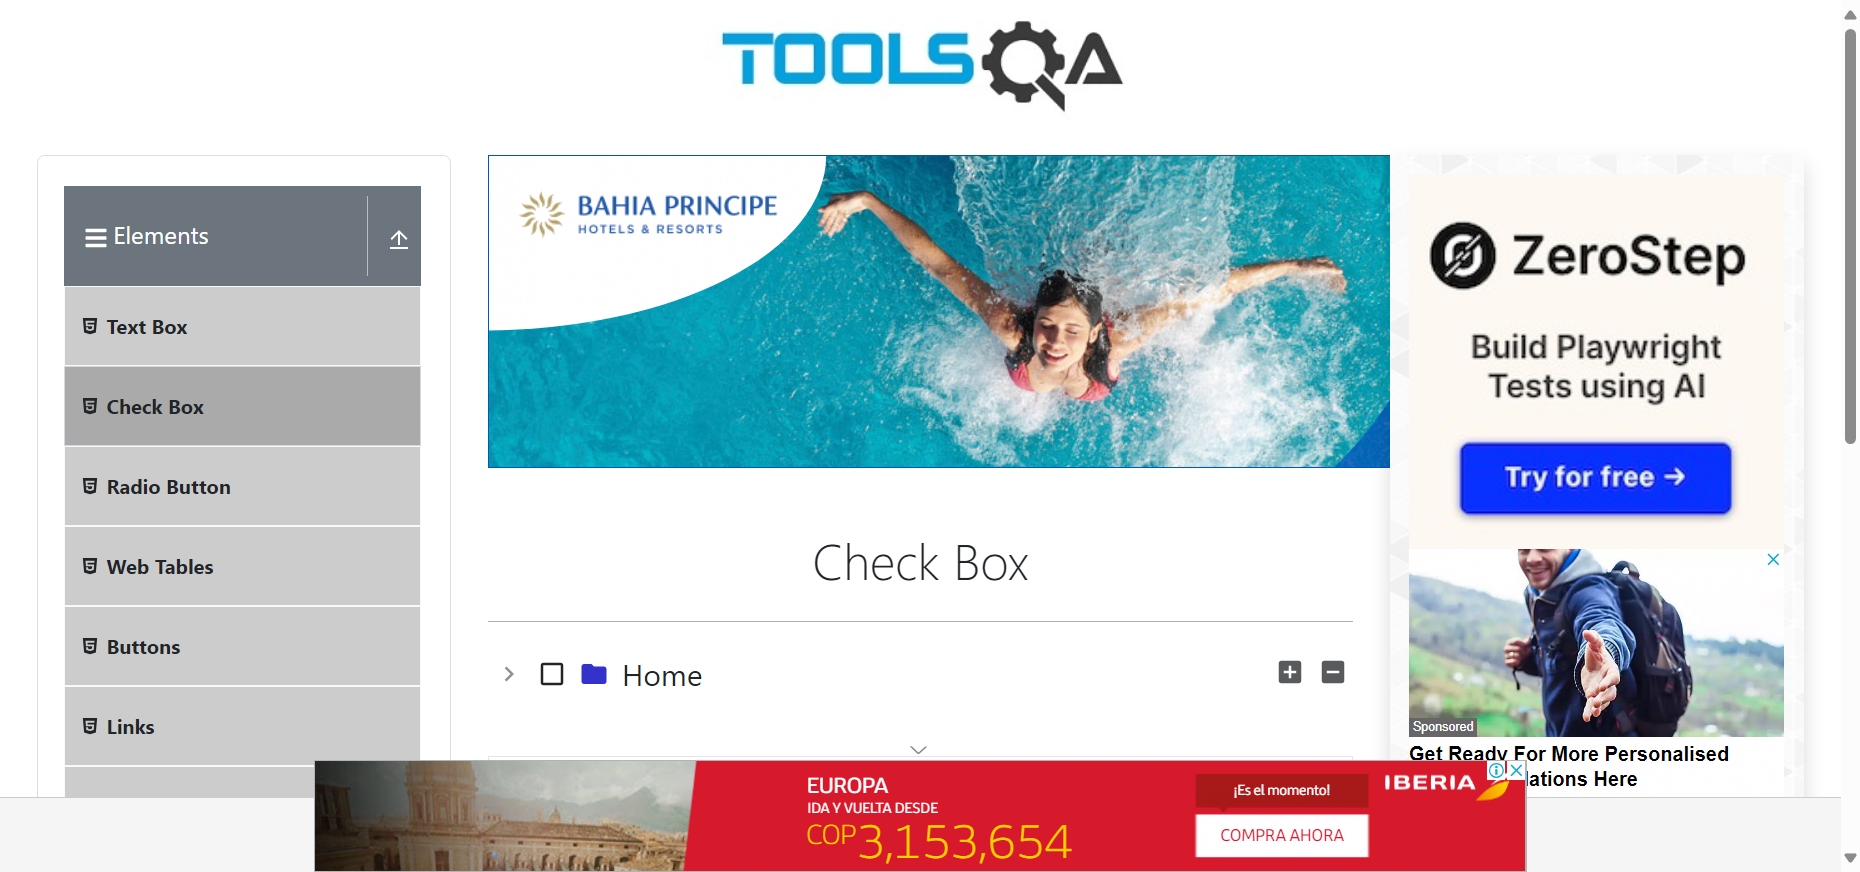 TOOLSQA
Elements
Text Box
Check Box
Radio Button
Web Tables
Buttons
Links
BAHIA PRINCIPE
HOTELS & RESORTS
Check Box
Home
ZeroStep
Build Playwright
Tests using AI
Try for free →
Sponsored
Get Ready For More Personalised
lations Here
EUROPA
IDA Y VUELTA DESDE
COP3,153,654
¡Es el momento!
COMPRA AHORA
IBERIA